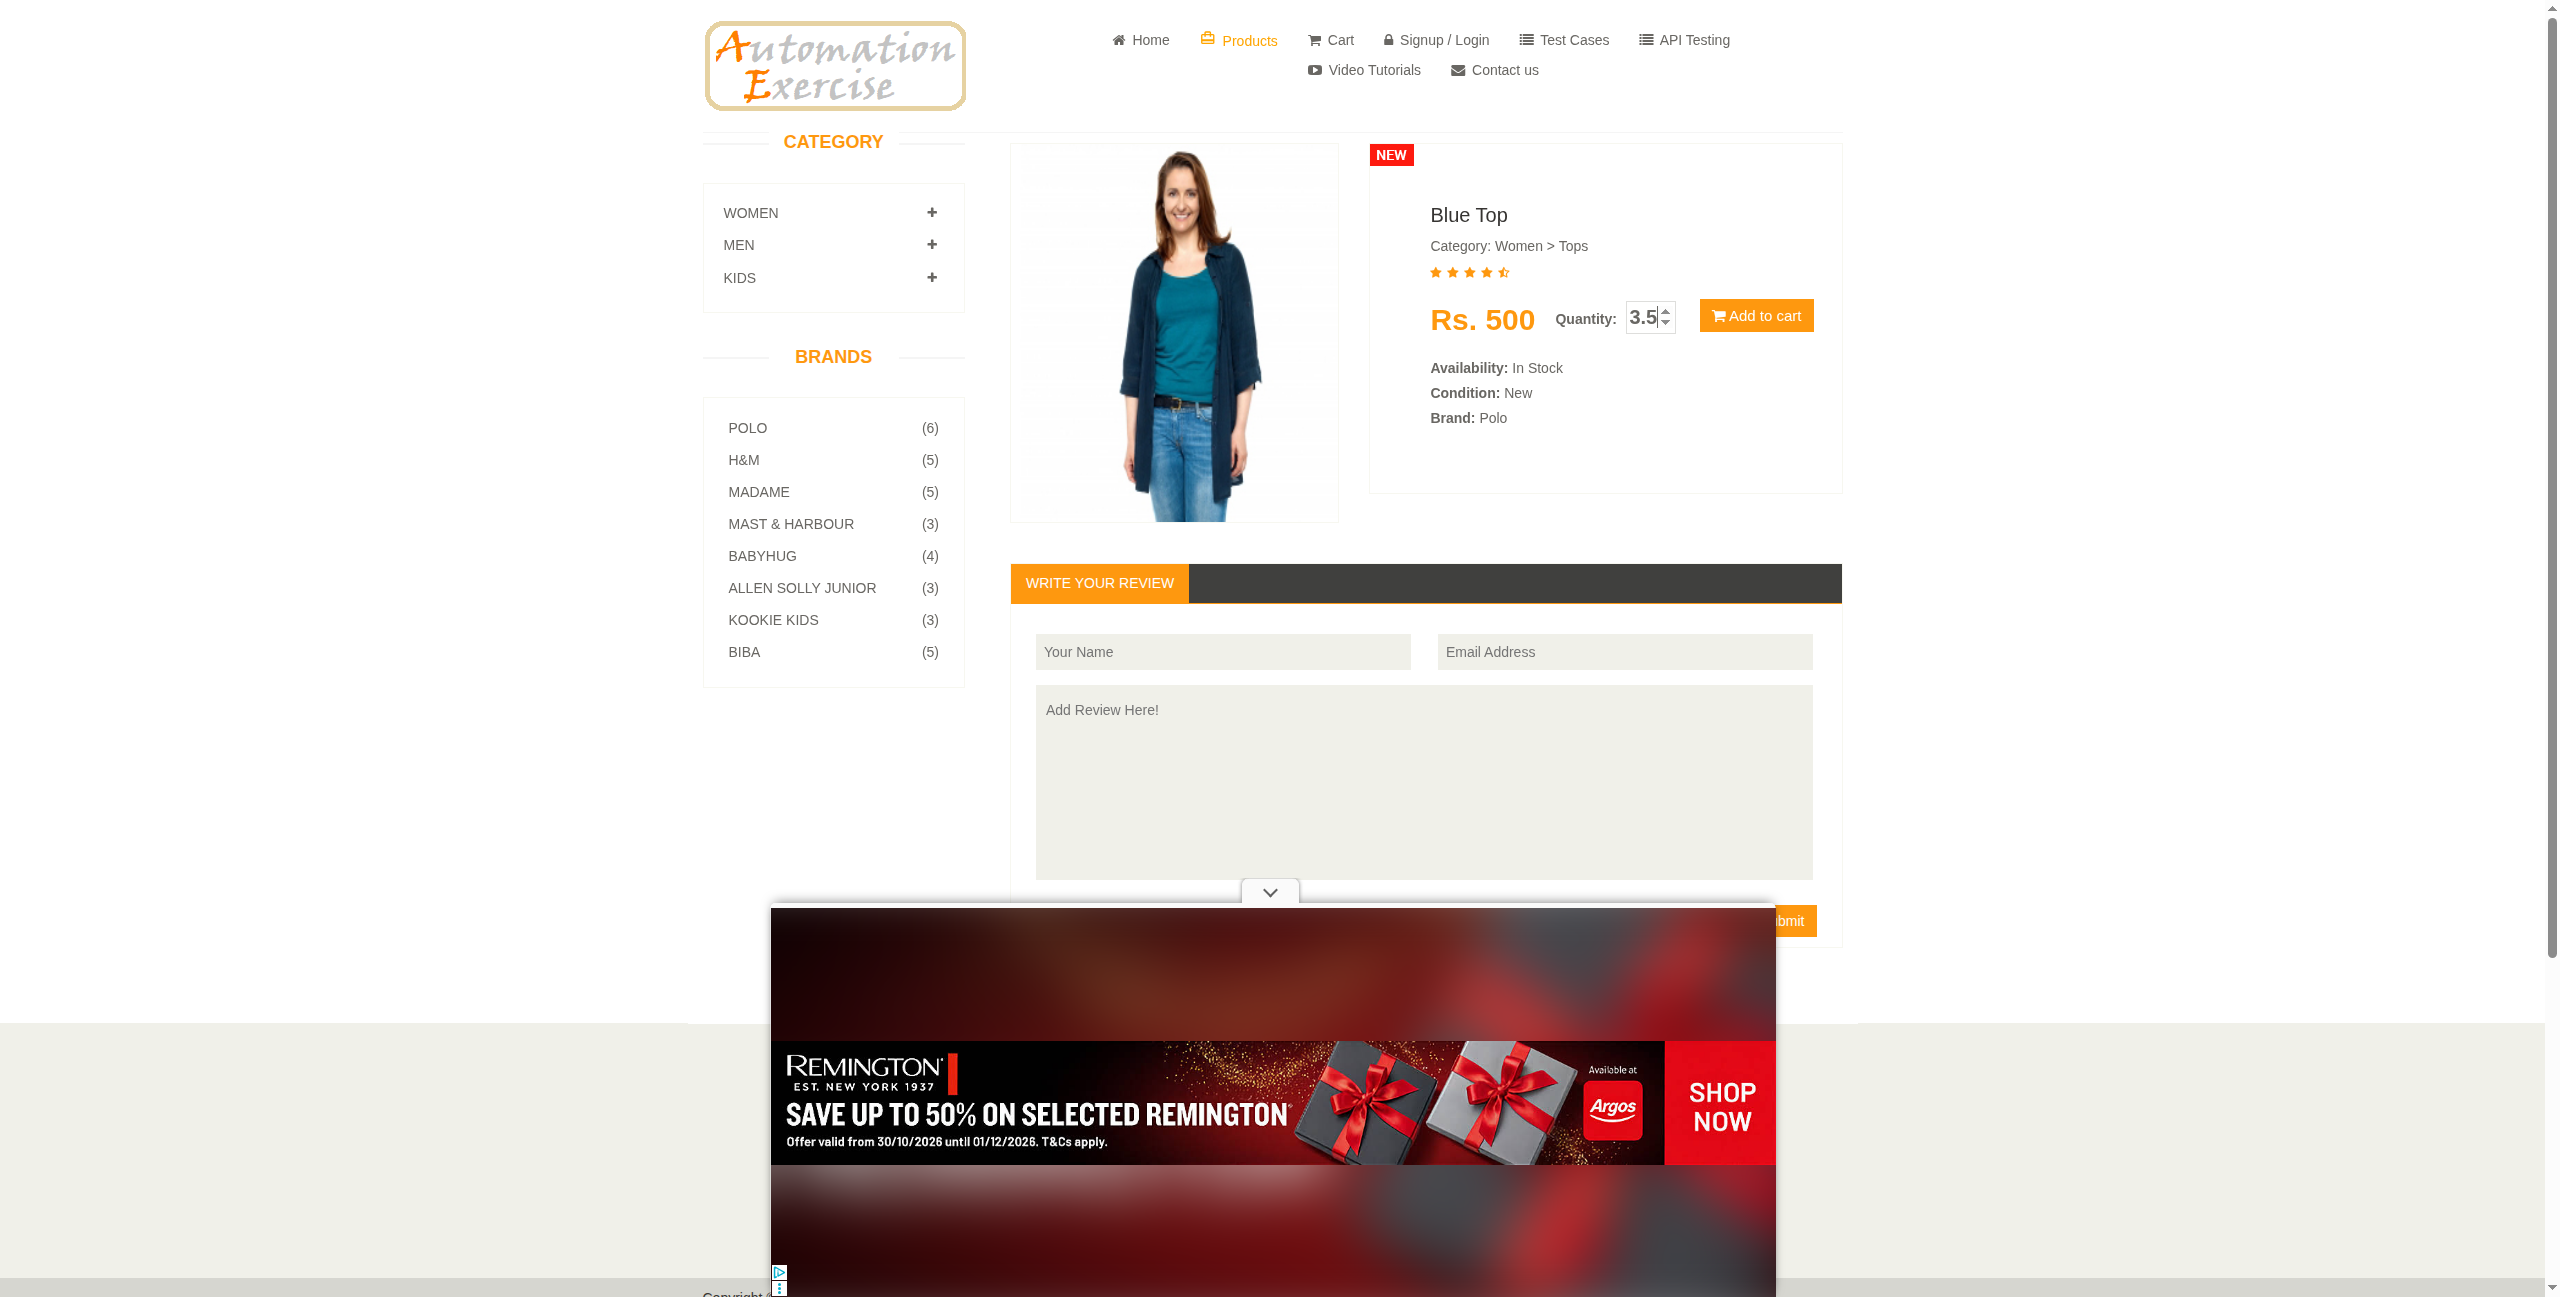 Automation
Exercise
Home
Products
Cart
Signup / Login
Test Cases
API Testing
Video Tutorials
Contact us
CATEGORY
WOMEN
MEN
KIDS
BRANDS
POLO (6)
H&M (5)
MADAME (5)
MAST & HARBOUR (3)
BABYHUG (4)
ALLEN SOLLY JUNIOR (3)
KOOKIE KIDS (3)
BIBA (5)
NEW
Blue Top
Category: Women > Tops
Rs. 500 Quantity: 3.5 Add to cart
Availability: In Stock
Condition: New
Brand: Polo
WRITE YOUR REVIEW
Your Name
Email Address
Add Review Here!
bmit
REMINGTON
EST. NEW YORK 1937
SAVE UP TO 50% ON SELECTED REMINGTON
Offer valid from 30/10/2026 until 01/12/2026. T&Cs apply.
Available at
Argos
SHOP
NOW
Copyright